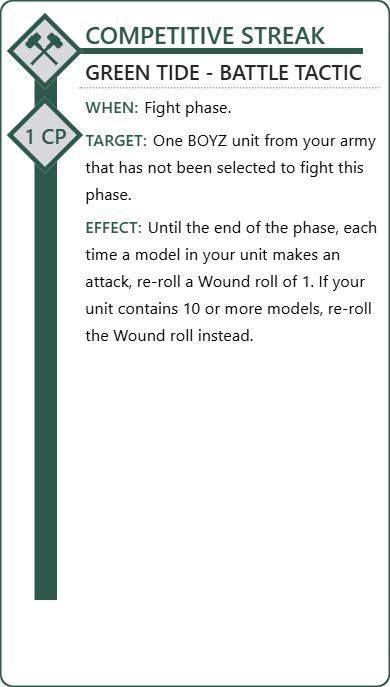 COMPETITIVE STREAK
GREEN TIDE - BATTLE TACTIC
WHEN: Fight phase.
1 CP
TARGET: One BOYZ unit from your army
that has not been selected to fight this
phase.
EFFECT: Until the end of the phase, each
time a model in your unit makes an
attack, re-roll a Wound roll of 1. If your
unit contains 10 or more models, re-roll
the Wound roll instead.